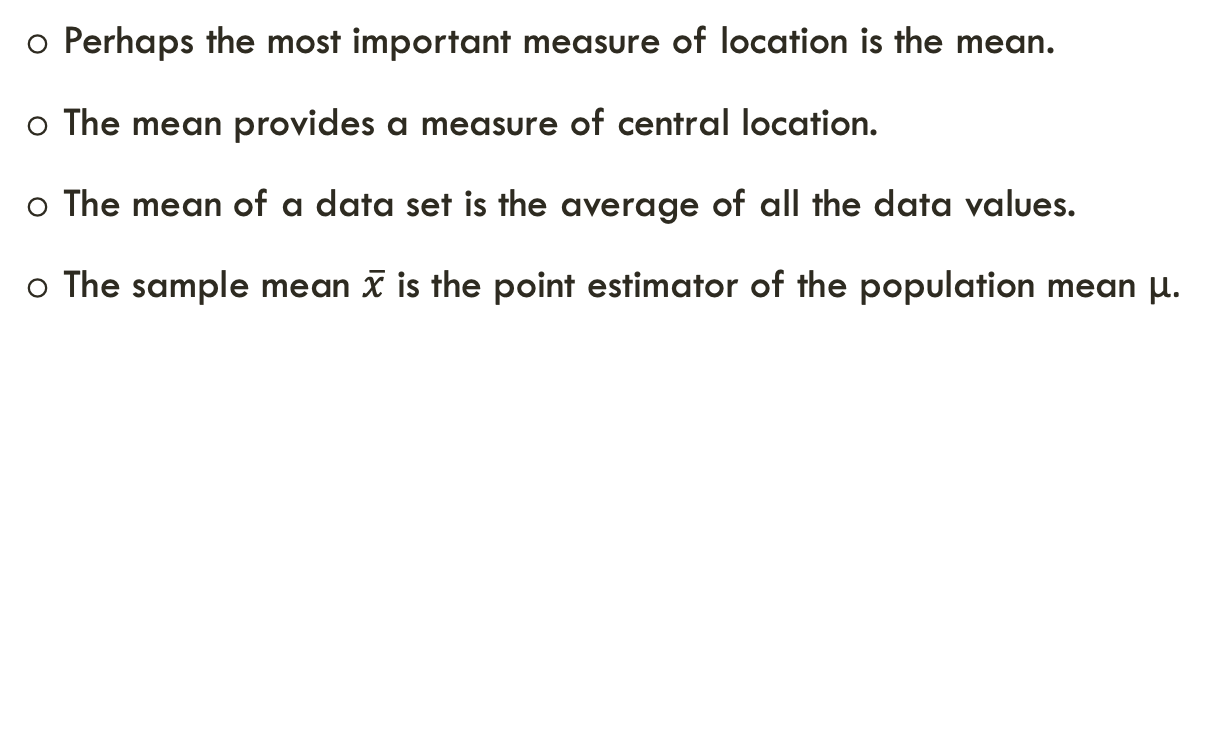 ○ Perhaps the most important measure of location is the mean.
○ The mean provides a measure of central location.
○ The mean of a data set is the average of all the data values.
○ The sample mean x̄ is the point estimator of the population mean μ.